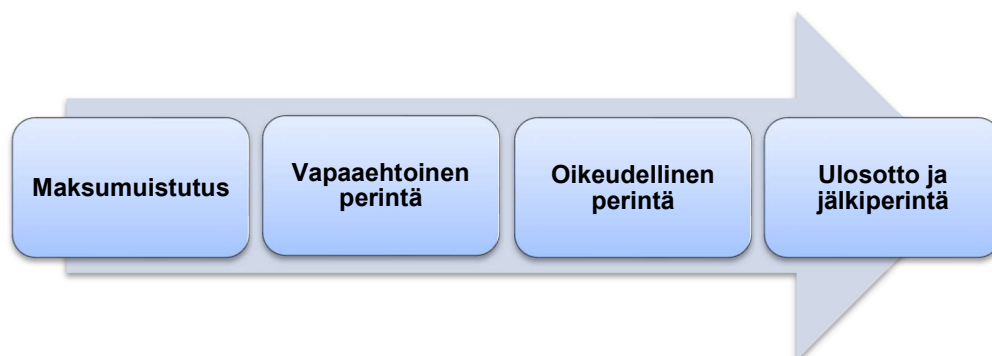 Maksumuistutus
Vapaaehtoinen
perintä
Oikeudellinen
perintä
Ulosotto ja
jälkiperintä